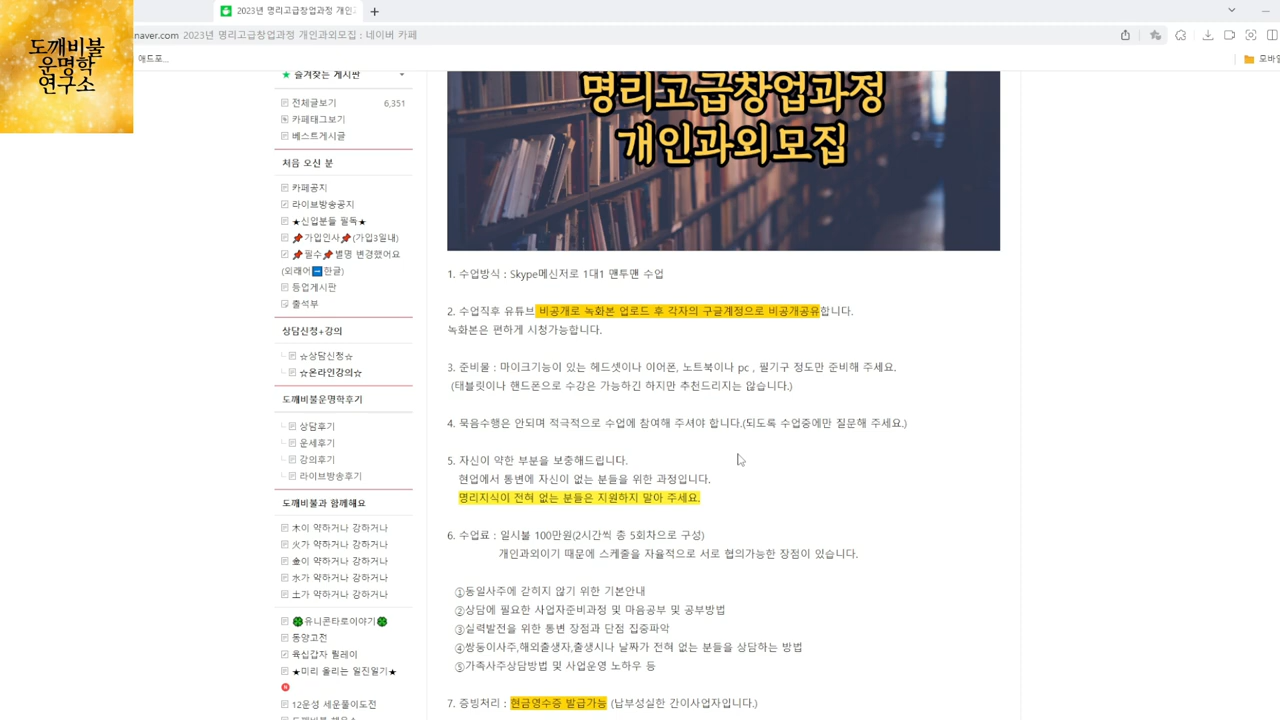 도깨비불
운명학
연구소
2023년 명리고급창업과정 개인
naver.com 2023년 명리고급창업과정 개인과외모집 : 네이버 카페
애드포...
모바일
★ 즐겨찾는 게시판
전체글보기 6,351
카페태그보기
베스트게시글
처음 오신 분
카페공지
라이브방송공지
★신입분들 필독★
📌가입인사📌(가입3일내)
📌필수📌별명 변경했어요
(외래어➡한글)
등업게시판
출석부
상담신청+강의
☆상담신청☆
☆온라인강의☆
도깨비불운명학후기
상담후기
운세후기
강의후기
라이브방송후기
도깨비불과 함께해요
木이 약하거나 강하거나
火가 약하거나 강하거나
金이 약하거나 강하거나
水가 약하거나 강하거나
土가 약하거나 강하거나
🍀유니콘타로이야기🍀
동양고전
육십갑자 릴레이
★미리 올리는 일진일기★
12운성 세운풀이도전
명리고급창업과정
개인과외모집
1. 수업방식 : Skype메신저로 1대1 맨투맨 수업
2. 수업직후 유튜브 비공개로 녹화본 업로드 후 각자의 구글계정으로 비공개공유합니다.
녹화본은 편하게 시청가능합니다.
3. 준비물 : 마이크기능이 있는 헤드셋이나 이어폰, 노트북이나 pc , 필기구 정도만 준비해 주세요.
(태블릿이나 핸드폰으로 수강은 가능하긴 하지만 추천드리지는 않습니다.)
4. 묵음수행은 안되며 적극적으로 수업에 참여해 주셔야 합니다.(되도록 수업중에만 질문해 주세요.)
5. 자신이 약한 부분을 보충해드립니다.
현업에서 통변에 자신이 없는 분들을 위한 과정입니다.
명리지식이 전혀 없는 분들은 지원하지 말아 주세요.
6. 수업료 : 일시불 100만원(2시간씩 총 5회차으로 구성)
개인과외이기 때문에 스케줄을 자율적으로 서로 협의가능한 장점이 있습니다.
①동일사주에 갇히지 않기 위한 기본안내
②상담에 필요한 사업자준비과정 및 마음공부 및 공부방법
③실력발전을 위한 통변 장점과 단점 집중파악
④쌍둥이사주,해외출생자,출생시나 날짜가 전혀 없는 분들을 상담하는 방법
⑤가족사주상담방법 및 사업운영 노하우 등
7. 증빙처리 : 현금영수증 발급가능 (납부성실한 간이사업자입니다.)